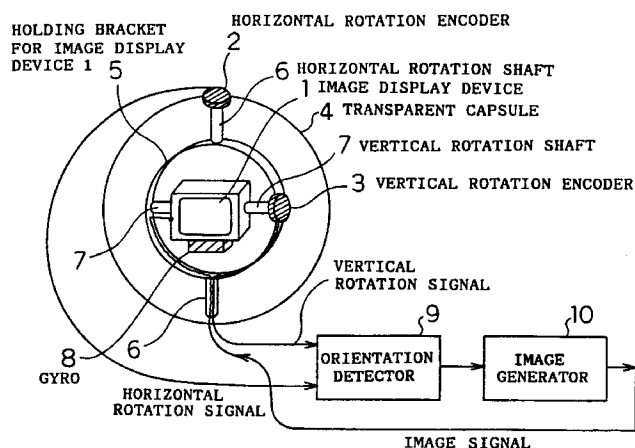 HOLDING BRACKET
FOR IMAGE DISPLAY
DEVICE 1
5
HORIZONTAL ROTATION ENCODER
2
6 HORIZONTAL ROTATION SHAFT
1 IMAGE DISPLAY DEVICE
4 TRANSPARENT CAPSULE
7 VERTICAL ROTATION SHAFT
3 VERTICAL ROTATION ENCODER
7
VERTICAL
ROTATION SIGNAL
6
8
GYRO
HORIZONTAL
ROTATION SIGNAL
9
ORIENTATION
DETECTOR
10
IMAGE
GENERATOR
IMAGE SIGNAL